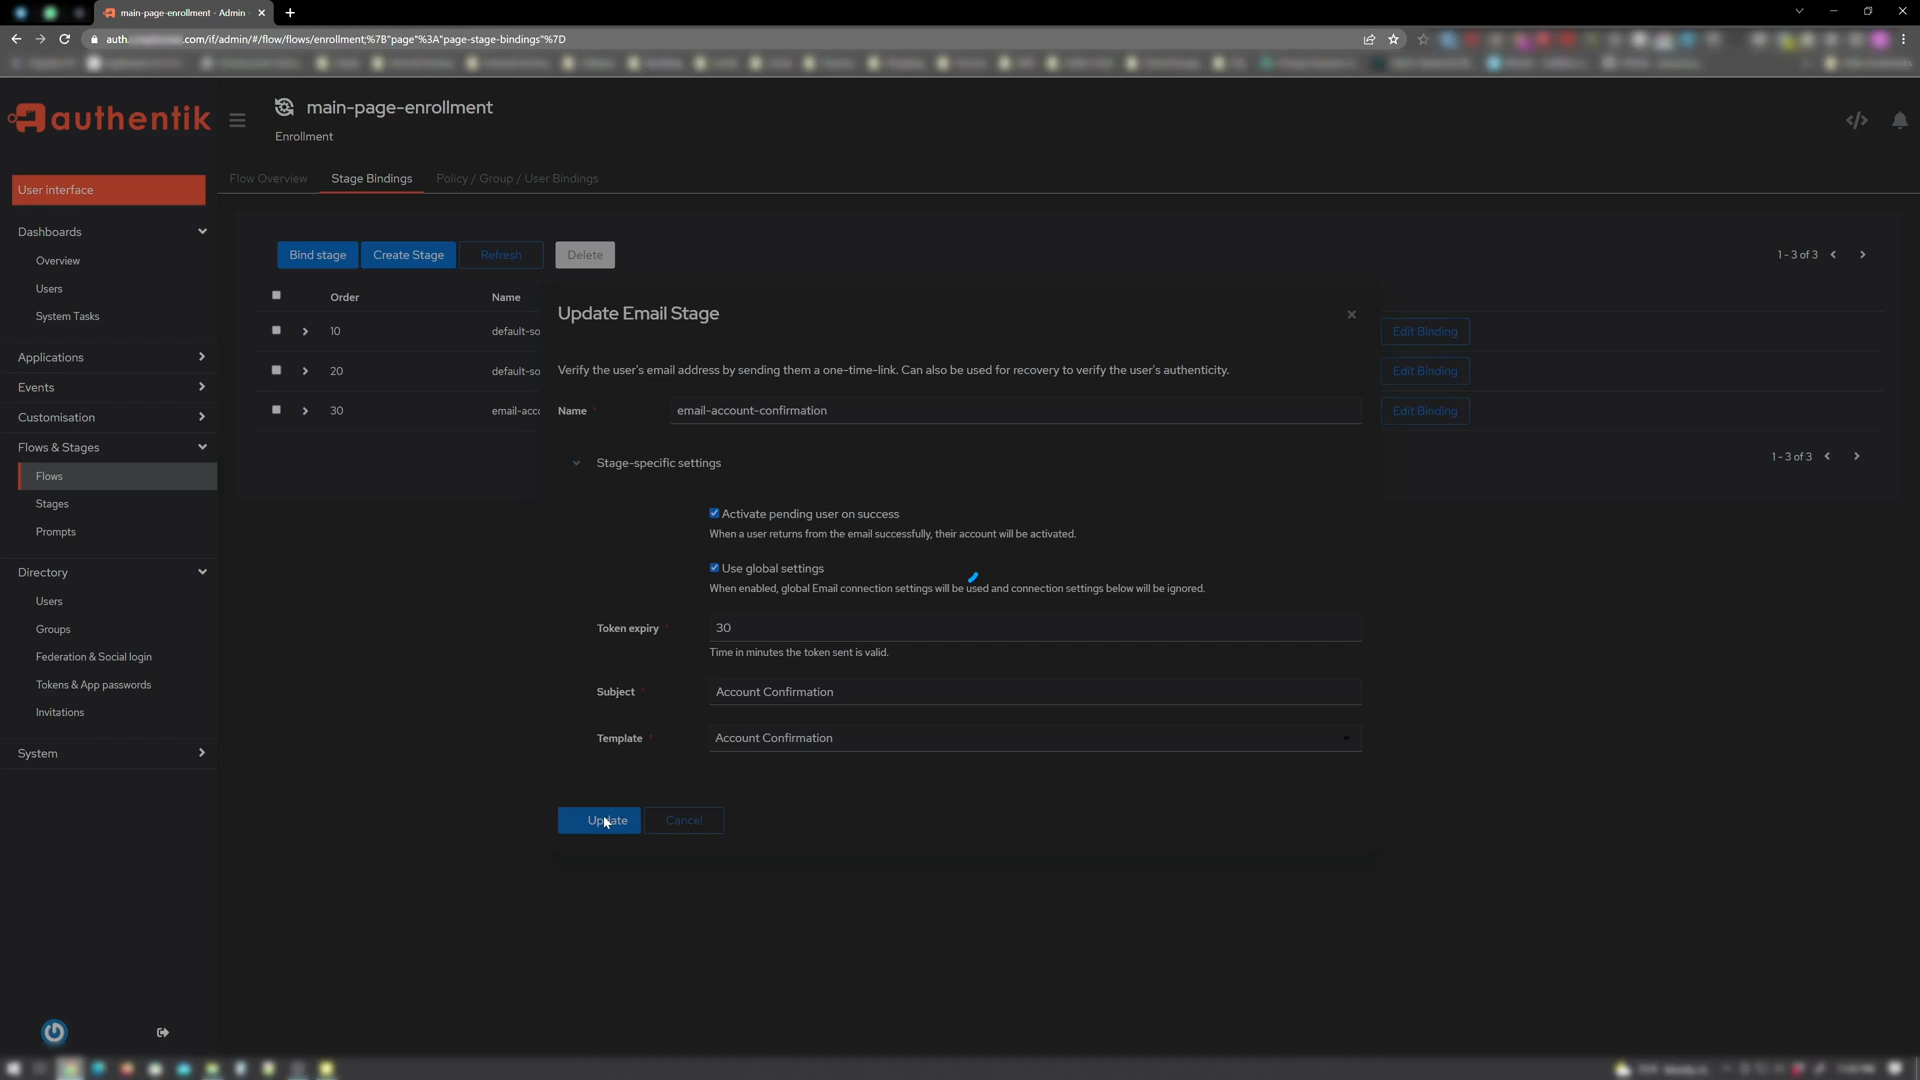 main-page-enrollment - Admin -
auth.
.com/if/admin/#/flow/flows/enrollment;%7B"page"%3A"page-stage-bindings"%7D
authentik
main-page-enrollment
Enrollment
User interface
Flow Overview
Stage Bindings
Policy / Group / User Bindings
Dashboards
Overview
Users
System Tasks
Applications
Events
Customisation
Flows & Stages
Flows
Stages
Prompts
Directory
Users
Groups
Federation & Social login
Tokens & App passwords
Invitations
System
Bind stage
Create Stage
Refresh
Delete
1 - 3 of 3
Order
Name
10
default-so
Edit Binding
20
default-so
Edit Binding
30
email-acco
Edit Binding
1 - 3 of 3
Update Email Stage
Verify the user's email address by sending them a one-time-link. Can also be used for recovery to verify the user's authenticity.
Name *
email-account-confirmation
Stage-specific settings
Activate pending user on success
When a user returns from the email successfully, their account will be activated.
Use global settings
When enabled, global Email connection settings will be used and connection settings below will be ignored.
Token expiry *
30
Time in minutes the token sent is valid.
Subject *
Account Confirmation
Template *
Account Confirmation
Update
Cancel